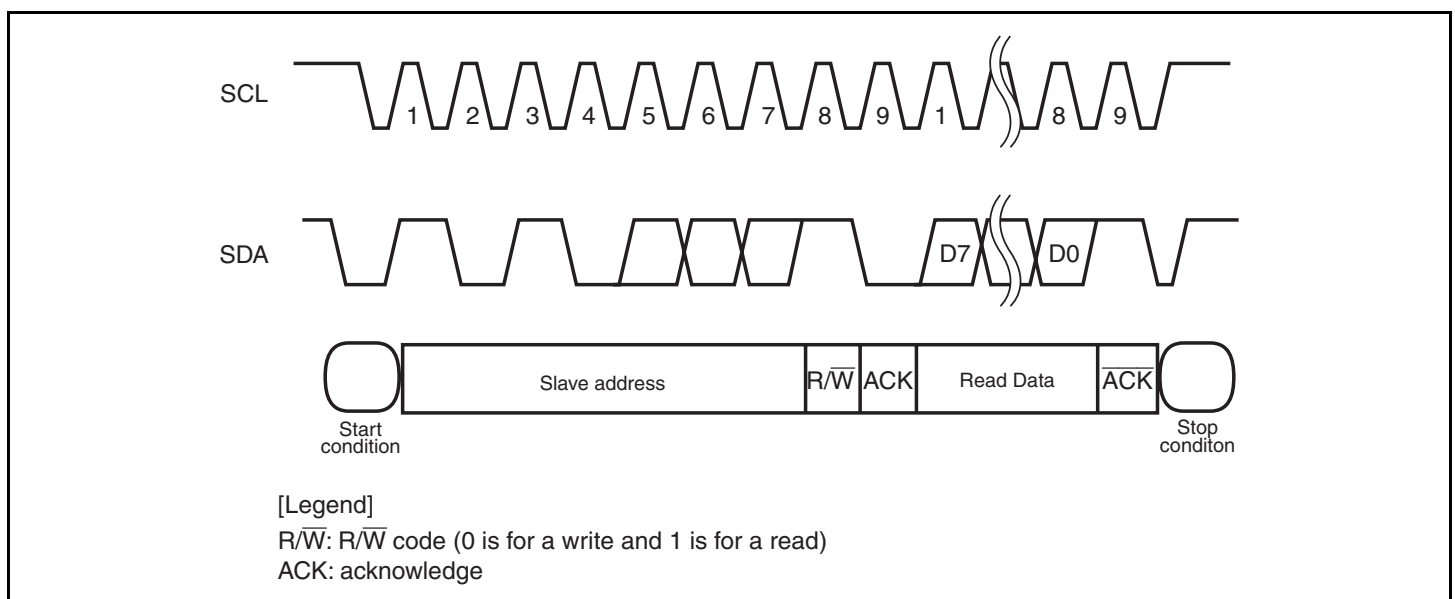 SCL
1 2 3 4 5 6 7 8 9 1 8 9
SDA
D7 D0
Slave address R/W̅ ACK Read Data A̅C̅K̅
Start
condition
Stop
conditon
[Legend]
R/W̅: R/W̅ code (0 is for a write and 1 is for a read)
ACK: acknowledge